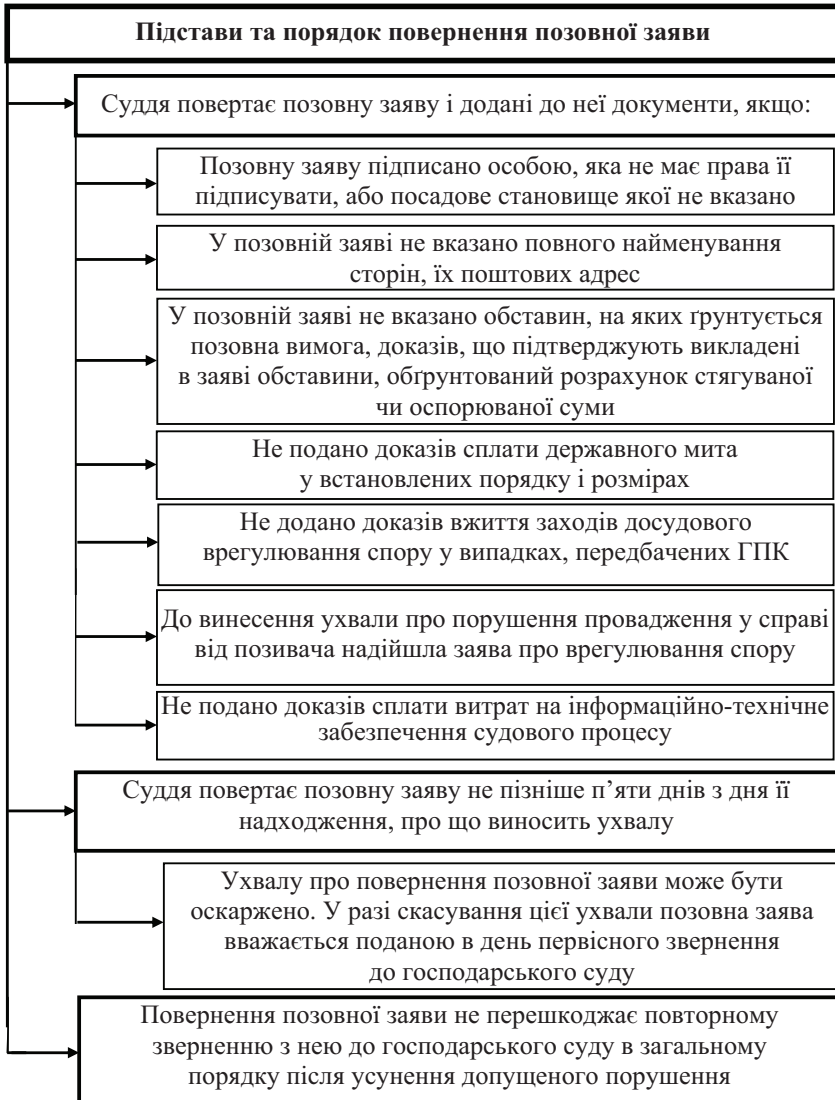 Підстави та порядок повернення позовної заяви
Суддя повертає позовну заяву і додані до неї документи, якщо:
Позовну заяву підписано особою, яка не має права її
підписувати, або посадове становище якої не вказано
У позовній заяві не вказано повного найменування
сторін, їх поштових адрес
У позовній заяві не вказано обставин, на яких ґрунтується
позовна вимога, доказів, що підтверджують викладені
в заяві обставини, обґрунтований розрахунок стягуваної
чи оспорюваної суми
Не подано доказів сплати державного мита
у встановлених порядку і розмірах
Не додано доказів вжиття заходів досудового
врегулювання спору у випадках, передбачених ГПК
До винесення ухвали про порушення провадження у справі
від позивача надійшла заява про врегулювання спору
Не подано доказів сплати витрат на інформаційно-технічне
забезпечення судового процесу
Суддя повертає позовну заяву не пізніше п’яти днів з дня її
надходження, про що виносить ухвалу
Ухвалу про повернення позовної заяви може бути
оскаржено. У разі скасування цієї ухвали позовна заява
вважається поданою в день первісного звернення
до господарського суду
Повернення позовної заяви не перешкоджає повторному
зверненню з нею до господарського суду в загальному
порядку після усунення допущеного порушення